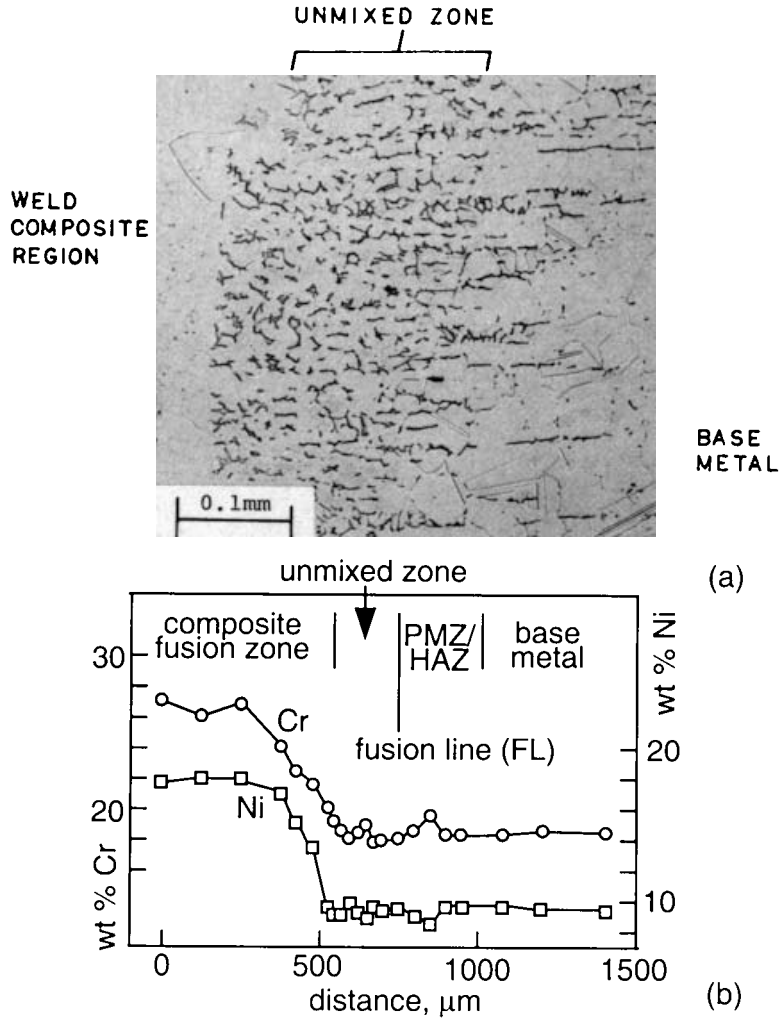 UNMIXED ZONE
WELD
COMPOSITE
REGION
BASE
METAL
0.1mm
(a)
unmixed zone
composite
fusion zone
PMZ/
HAZ
base
metal
fusion line (FL)
Cr
Ni
wt % Cr
30
20
wt % Ni
20
10
0
500
1000
1500
distance, μm
(b)